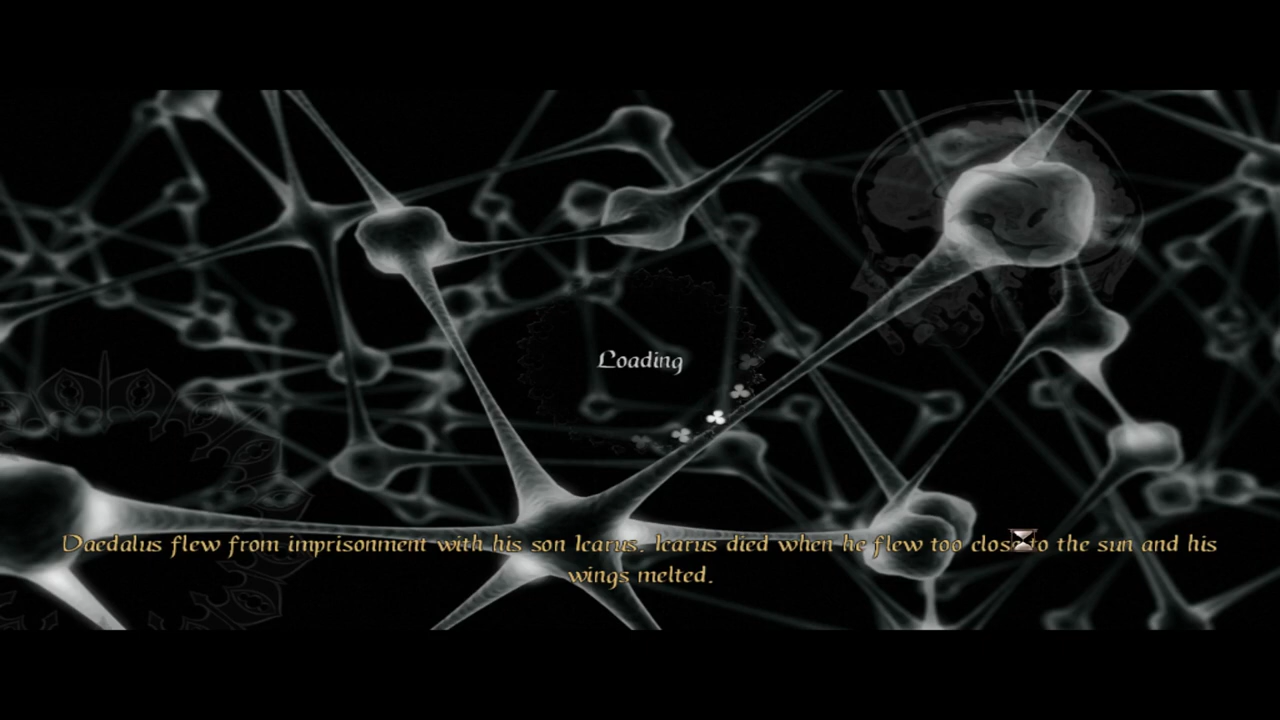 Loading
Daedalus flew from imprisonment with his son Icarus. Icarus died when he flew too close to the sun and his
wings melted.